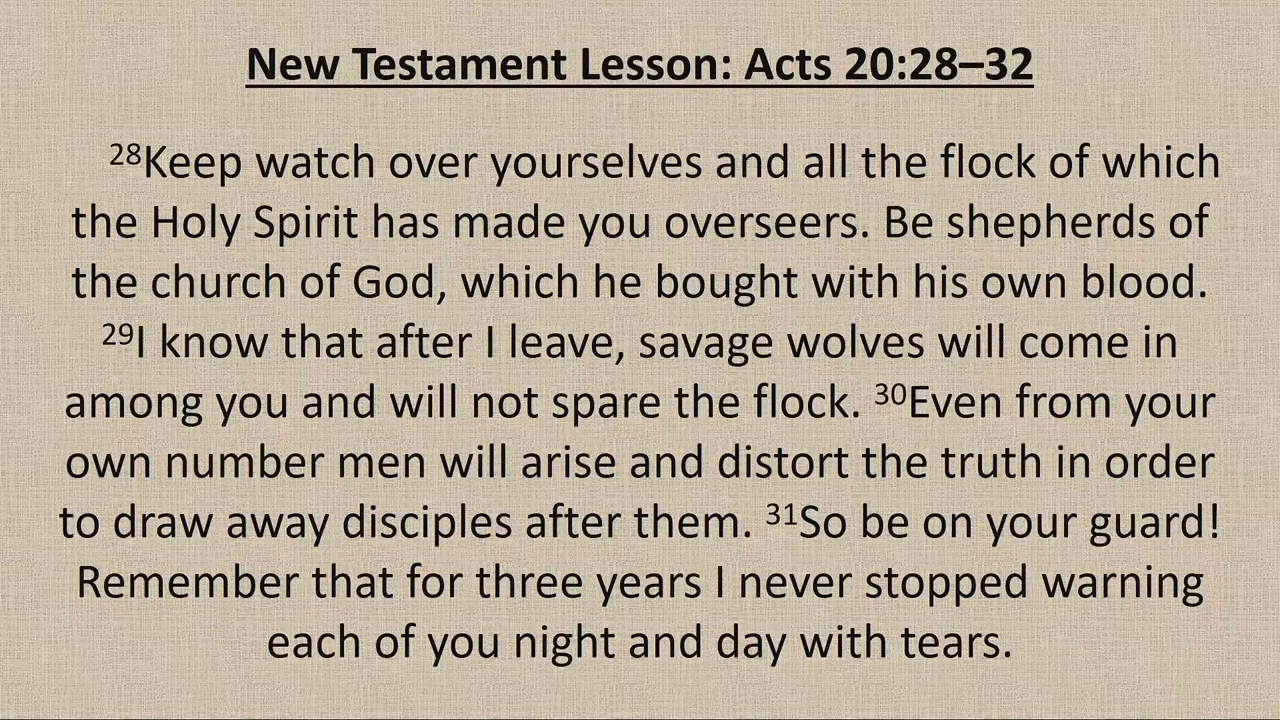 New Testament Lesson: Acts 20:28–32
28Keep watch over yourselves and all the flock of which
the Holy Spirit has made you overseers. Be shepherds of
the church of God, which he bought with his own blood.
29I know that after I leave, savage wolves will come in
among you and will not spare the flock. 30Even from your
own number men will arise and distort the truth in order
to draw away disciples after them. 31So be on your guard!
Remember that for three years I never stopped warning
each of you night and day with tears.